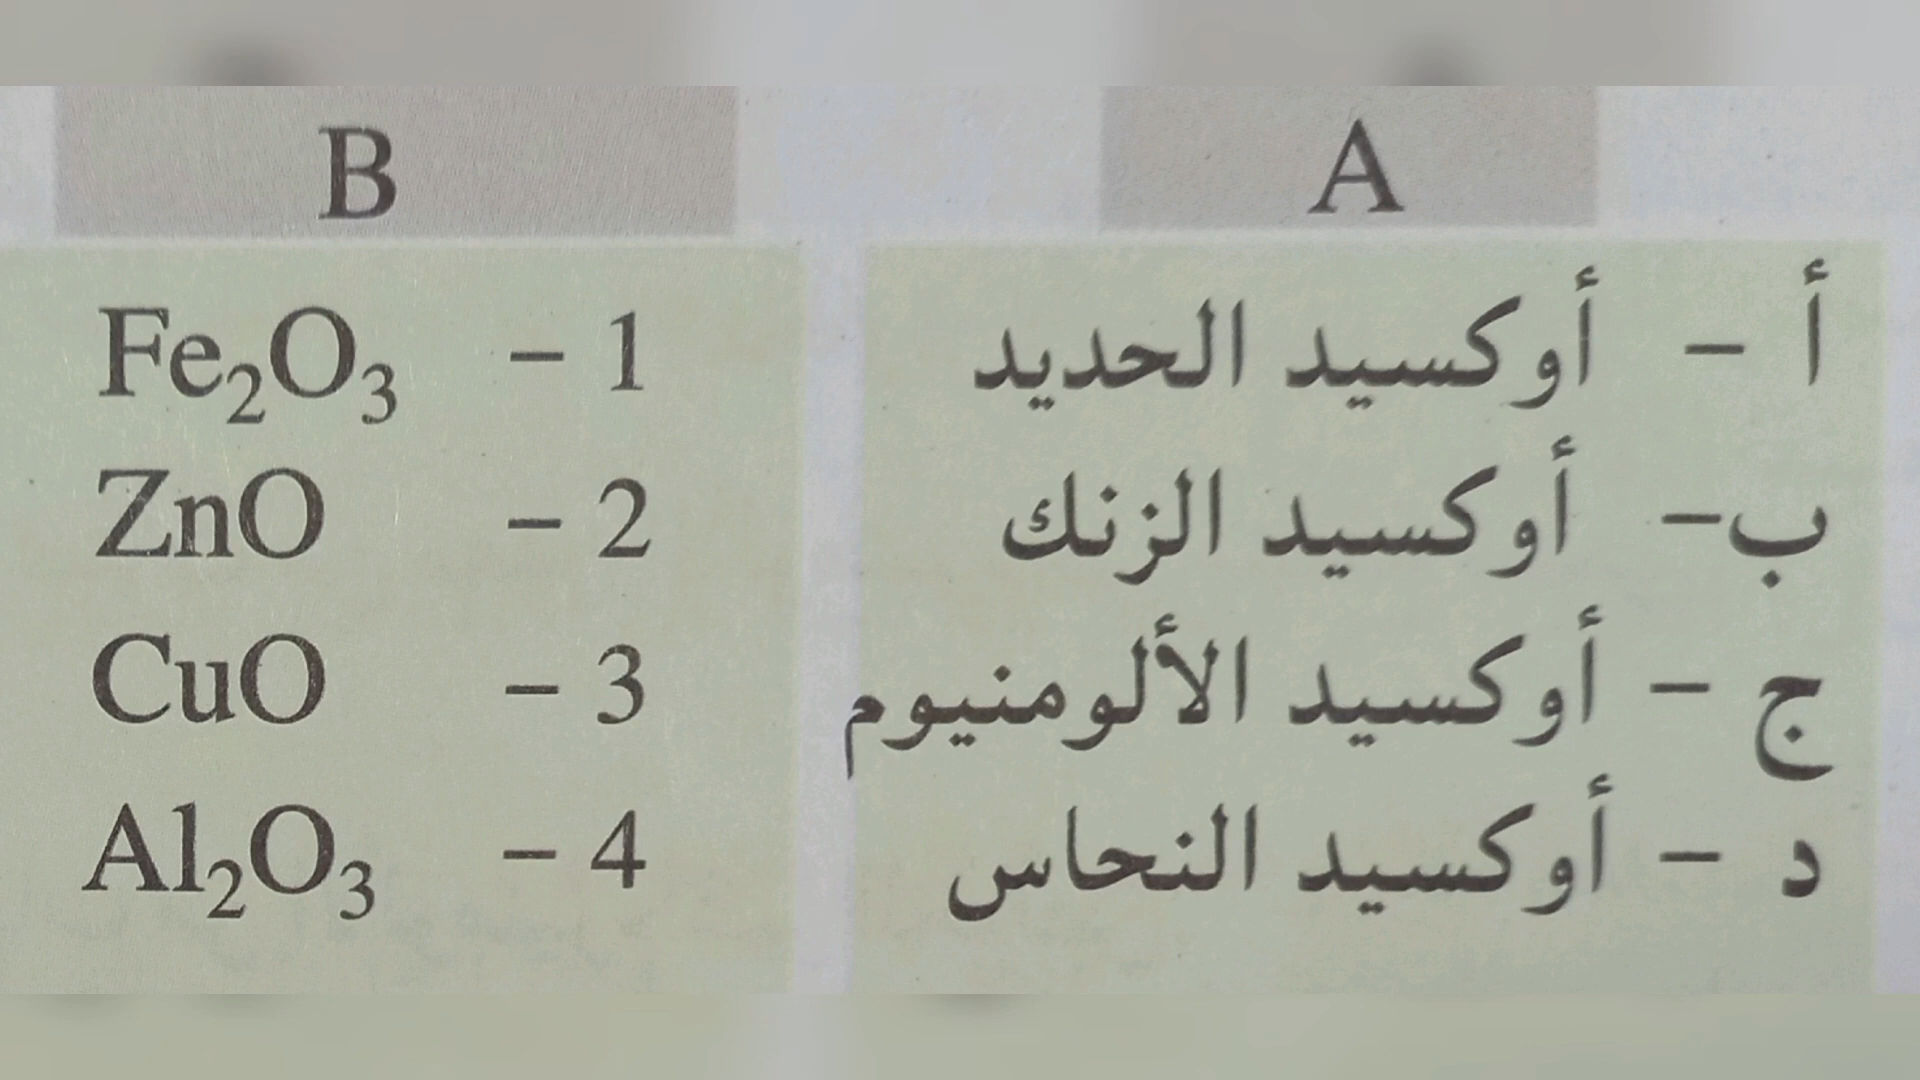 A B
أ - أوكسيد الحديد 1 - Fe₂O₃
ب- أوكسيد الزنك 2 - ZnO
ج - أوكسيد الألومنيوم 3 - CuO
د - أوكسيد النحاس 4 - Al₂O₃